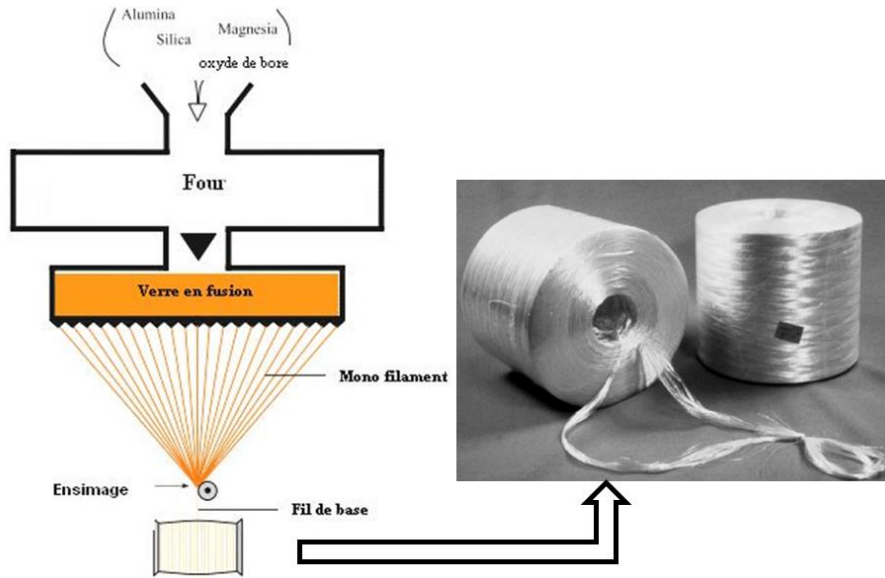 Alumina
Magnesia
Silica
oxyde de bore
Four
Verre en fusion
Mono filament
Ensimage
Fil de base